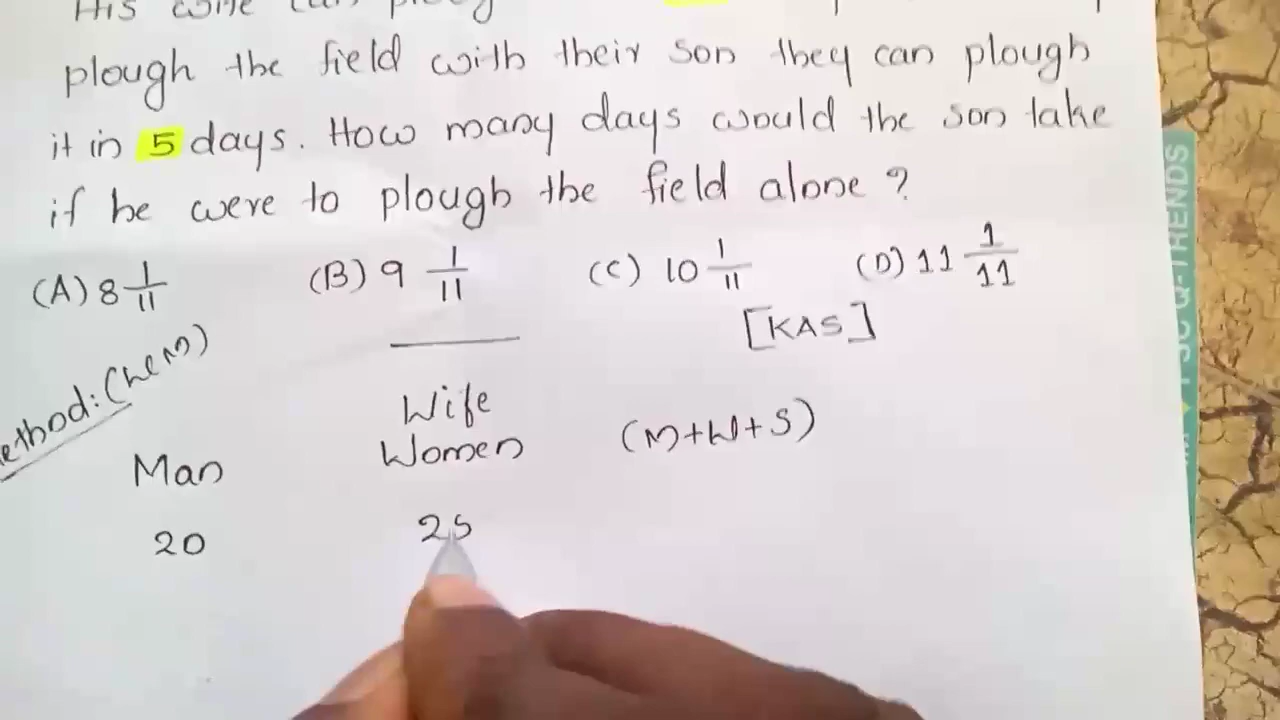 His
plough the field with their son they can plough
it in 5 days. How many days would the son take
if he were to plough the field alone ?
(A) 8 1/11 (B) 9 1/11 (C) 10 1/11 (D) 11 1/11
[KAS]
(LCM)
Wife
Man Women (M+W+S)
20 25
Q-TRENDS